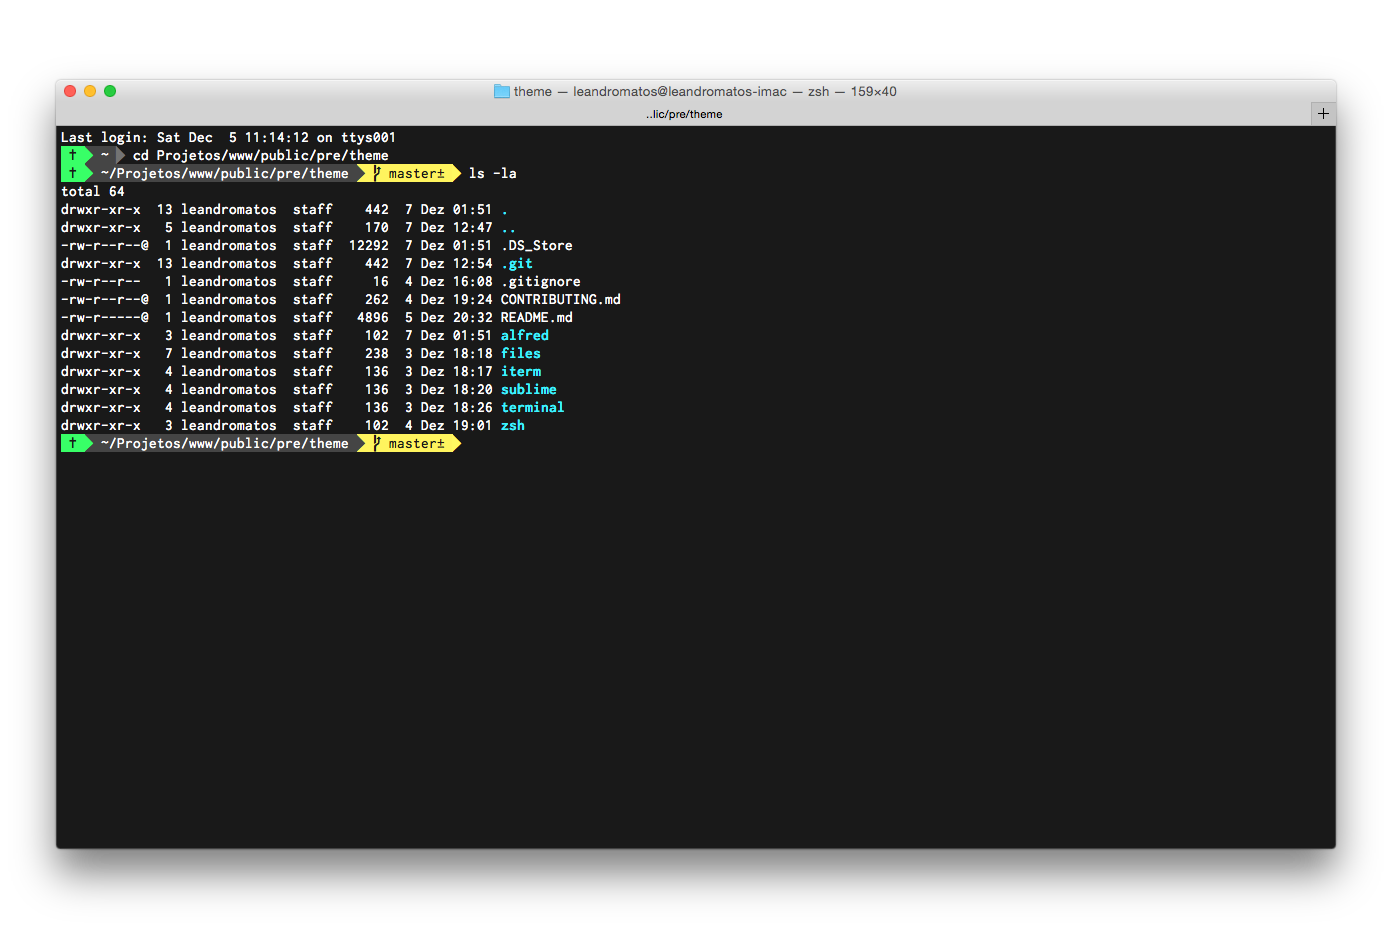 theme — leandromatos@leandromatos-imac — zsh — 159×40
..lic/pre/theme
Last login: Sat Dec  5 11:14:12 on ttys001
† ~ cd Projetos/www/public/pre/theme
† ~/Projetos/www/public/pre/theme master± ls -la
total 64
drwxr-xr-x  13 leandromatos  staff    442  7 Dez 01:51 .
drwxr-xr-x   5 leandromatos  staff    170  7 Dez 12:47 ..
-rw-r--r--@  1 leandromatos  staff  12292  7 Dez 01:51 .DS_Store
drwxr-xr-x  13 leandromatos  staff    442  7 Dez 12:54 .git
-rw-r--r--   1 leandromatos  staff     16  4 Dez 16:08 .gitignore
-rw-r--r--@  1 leandromatos  staff    262  4 Dez 19:24 CONTRIBUTING.md
-rw-r-----@  1 leandromatos  staff   4896  5 Dez 20:32 README.md
drwxr-xr-x   3 leandromatos  staff    102  7 Dez 01:51 alfred
drwxr-xr-x   7 leandromatos  staff    238  3 Dez 18:18 files
drwxr-xr-x   4 leandromatos  staff    136  3 Dez 18:17 iterm
drwxr-xr-x   4 leandromatos  staff    136  3 Dez 18:20 sublime
drwxr-xr-x   4 leandromatos  staff    136  3 Dez 18:26 terminal
drwxr-xr-x   3 leandromatos  staff    102  4 Dez 19:01 zsh
† ~/Projetos/www/public/pre/theme master±